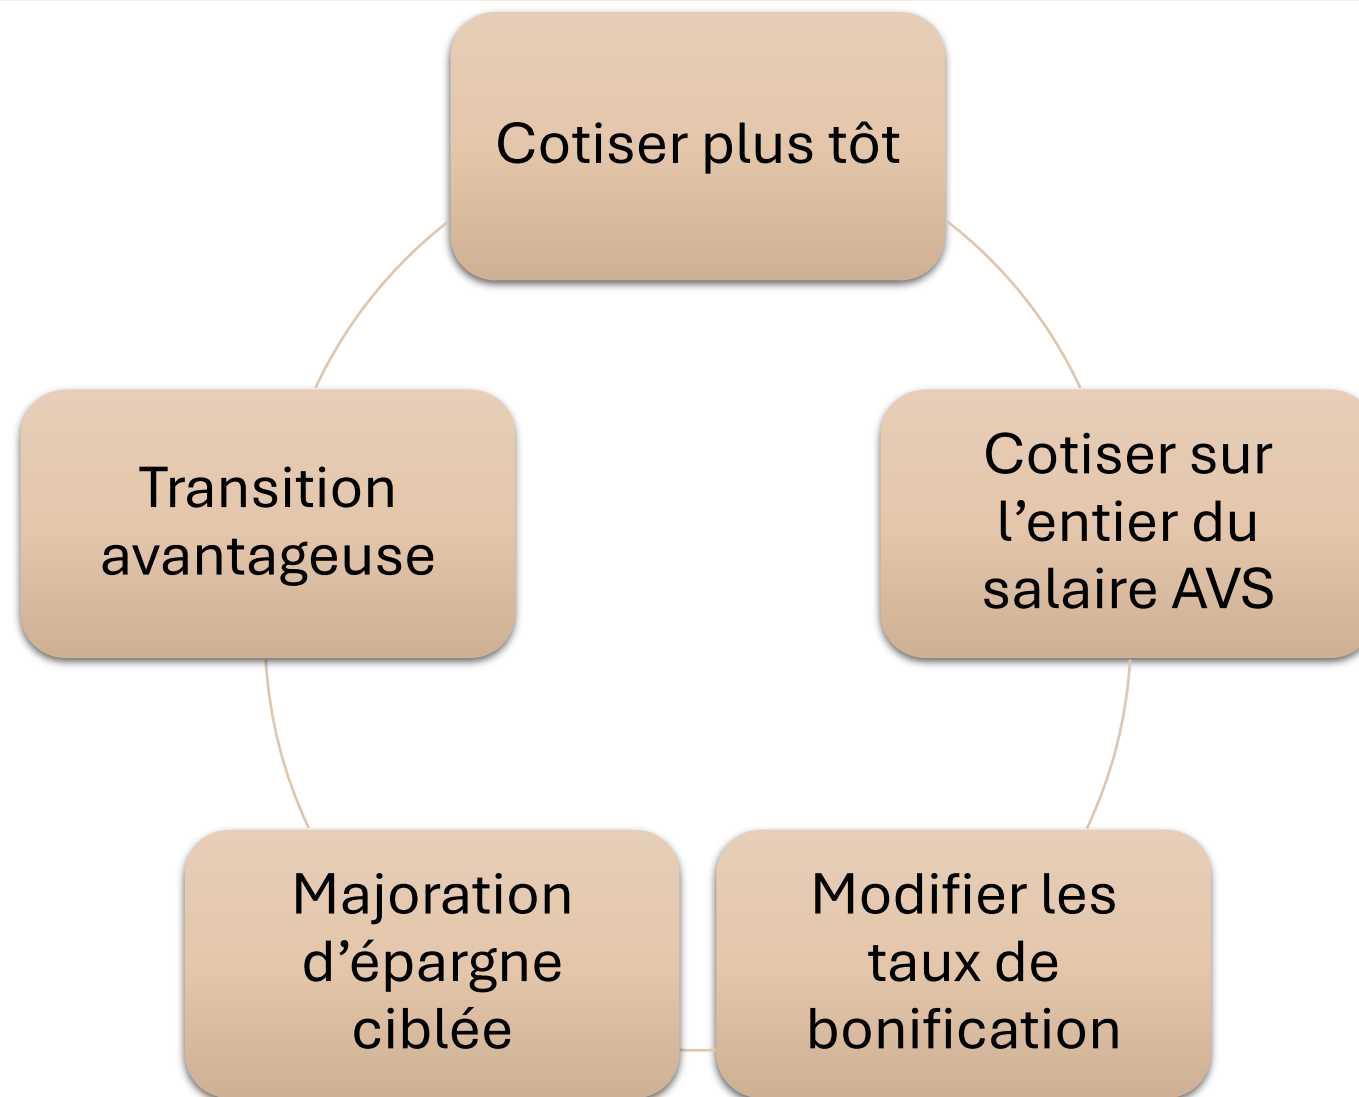 Cotiser plus tôt
Transition
avantageuse
Cotiser sur
l’entier du
salaire AVS
Majoration
d’épargne
ciblée
Modifier les
taux de
bonification